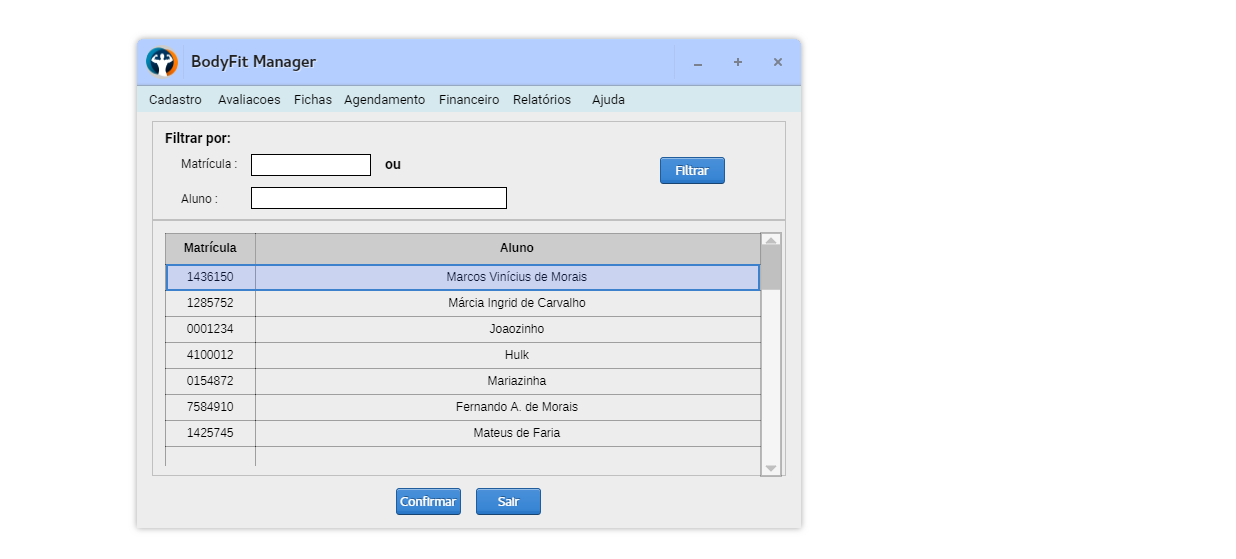 BodyFit Manager
Cadastro Avaliacoes Fichas Agendamento Financeiro Relatórios Ajuda
Filtrar por:
Matrícula : ou
Filtrar
Aluno :
Matrícula Aluno
1436150 Marcos Vinícius de Morais
1285752 Márcia Ingrid de Carvalho
0001234 Joaozinho
4100012 Hulk
0154872 Mariazinha
7584910 Fernando A. de Morais
1425745 Mateus de Faria
Confirmar Sair